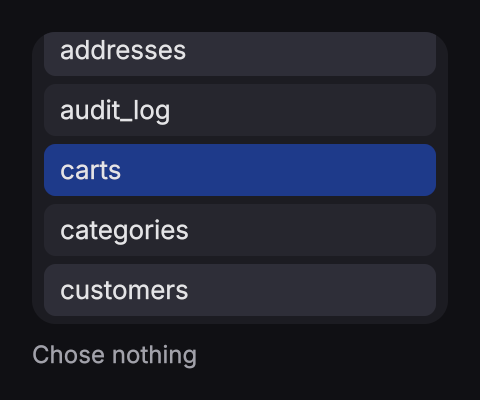 addresses
audit_log
carts
categories
customers
Chose nothing